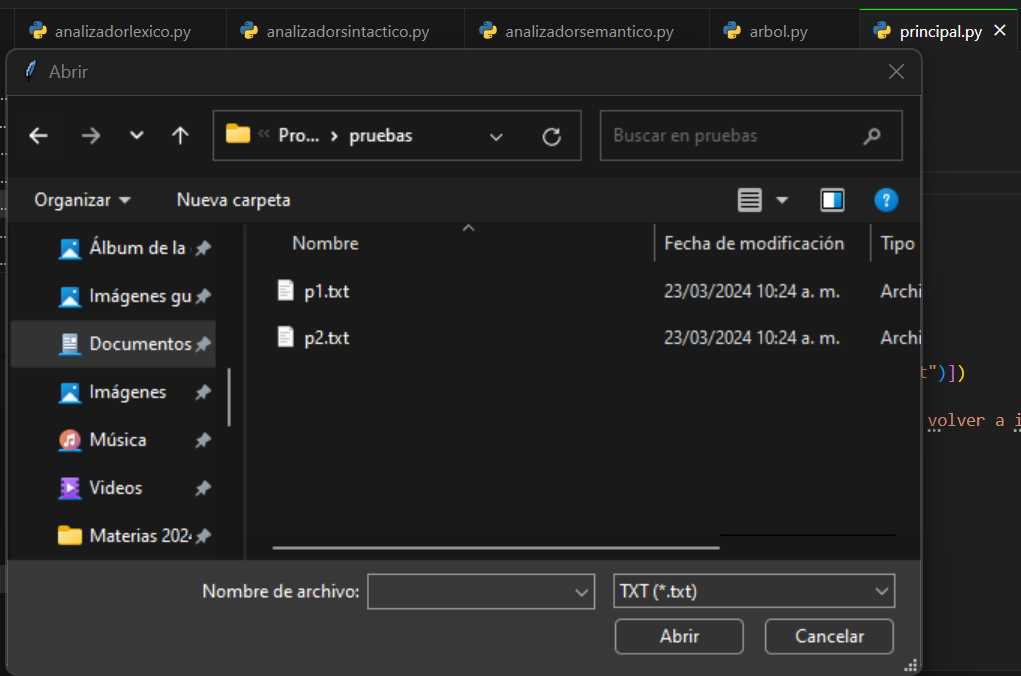 analizadorlexico.py analizadorsintactico.py analizadorsemantico.py arbol.py principal.py
Abrir
« Pro... > pruebas
Buscar en pruebas
Organizar Nueva carpeta
Nombre Fecha de modificación Tipo
Álbum de la
Imágenes gu
Documentos
Imágenes
Música
Videos
Materias 202
p1.txt 23/03/2024 10:24 a. m. Archi
p2.txt 23/03/2024 10:24 a. m. Archi
t")])
volver a i
Nombre de archivo: TXT (*.txt)
Abrir Cancelar